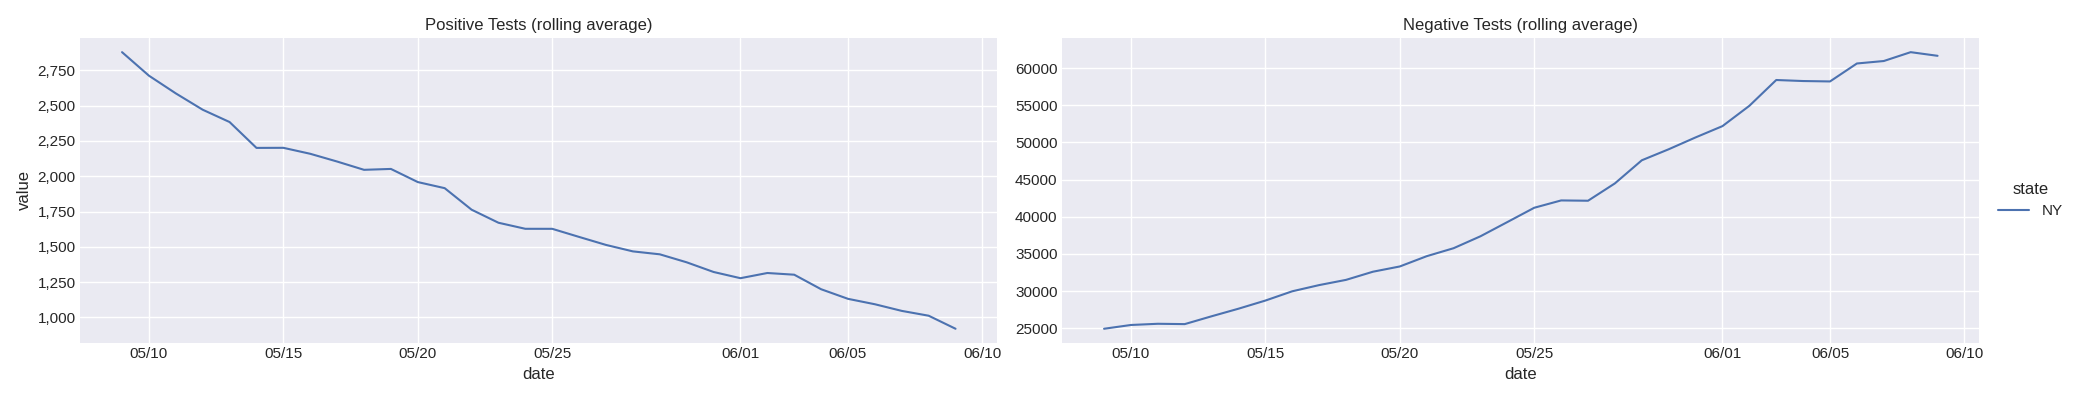 Positive Tests (rolling average)
value
2,750
2,500
2,250
2,000
1,750
1,500
1,250
1,000
05/10 05/15 05/20 05/25 06/01 06/05 06/10
date
Negative Tests (rolling average)
60000
55000
50000
45000
40000
35000
30000
25000
05/10 05/15 05/20 05/25 06/01 06/05 06/10
date
state
NY